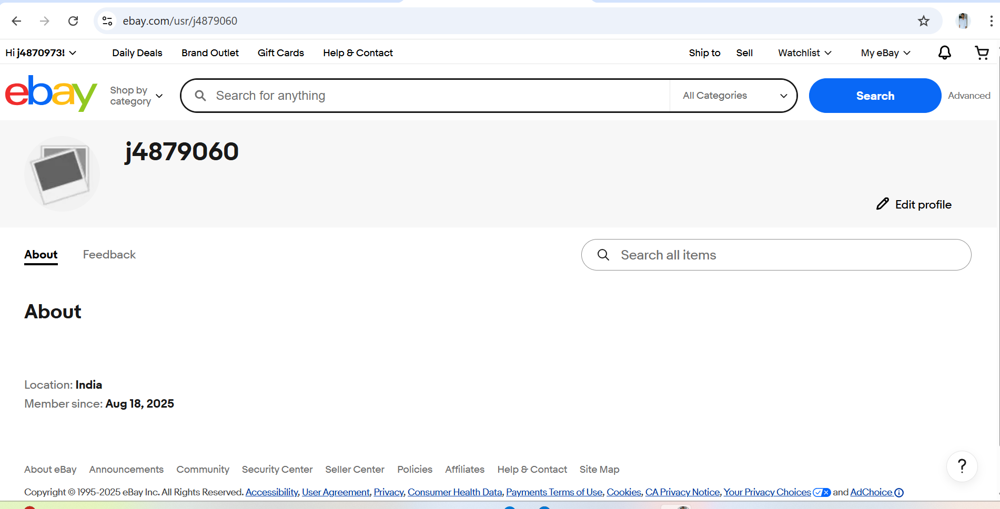 ebay.com/usr/j4879060
Hi j4870973! Daily Deals Brand Outlet Gift Cards Help & Contact Ship to Sell Watchlist My eBay
ebay Shop by category Search for anything All Categories Search Advanced
j4879060
Edit profile
About Feedback Search all items
About
Location: India
Member since: Aug 18, 2025
About eBay Announcements Community Security Center Seller Center Policies Affiliates Help & Contact Site Map
?
Copyright © 1995-2025 eBay Inc. All Rights Reserved. Accessibility, User Agreement, Privacy, Consumer Health Data, Payments Terms of Use, Cookies, CA Privacy Notice, Your Privacy Choices and AdChoice